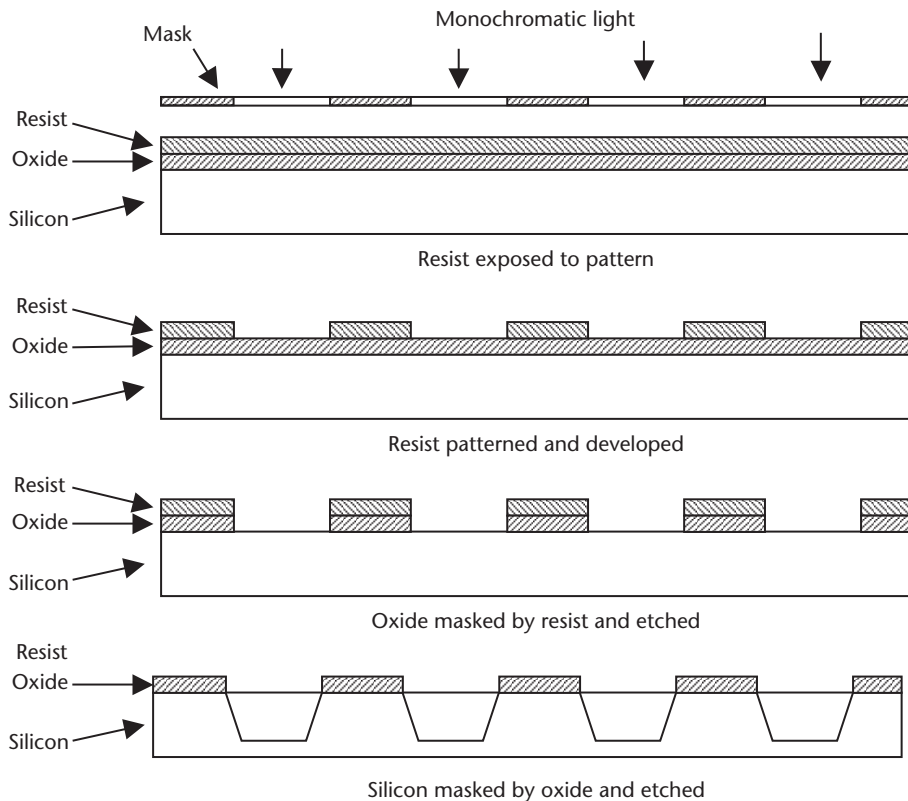 Monochromatic light
Mask
Resist
Oxide
Silicon
Resist exposed to pattern
Resist
Oxide
Silicon
Resist patterned and developed
Resist
Oxide
Silicon
Oxide masked by resist and etched
Resist
Oxide
Silicon
Silicon masked by oxide and etched